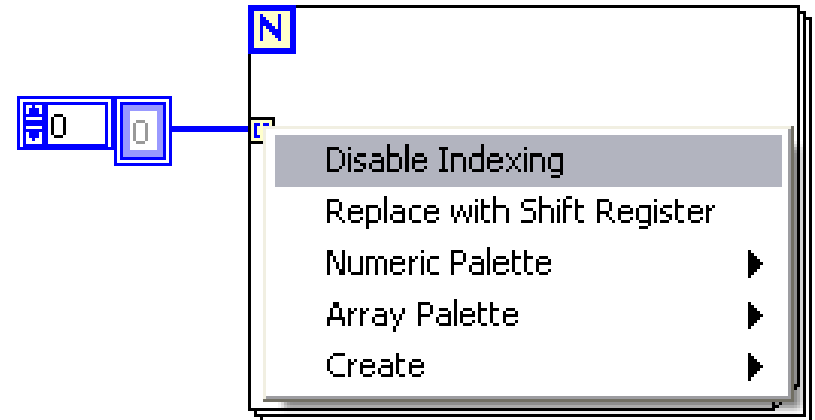 N
0 0
Disable Indexing
Replace with Shift Register
Numeric Palette
Array Palette
Create